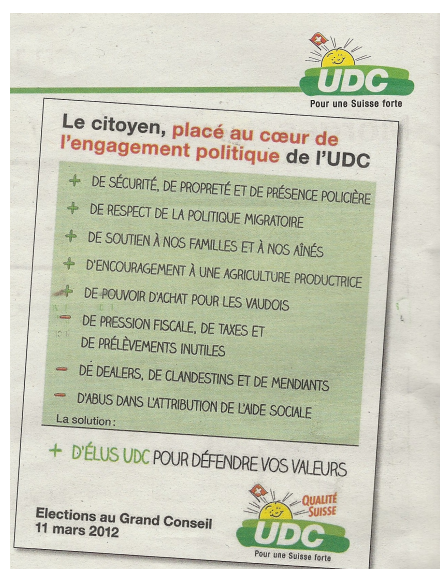 UDC
Pour une Suisse forte
Le citoyen, placé au cœur de
l'engagement politique de l'UDC
+ DE SÉCURITÉ, DE PROPRETÉ ET DE PRÉSENCE POLICIÈRE
+ DE RESPECT DE LA POLITIQUE MIGRATOIRE
+ DE SOUTIEN À NOS FAMILLES ET À NOS AÎNÉS
+ D'ENCOURAGEMENT À UNE AGRICULTURE PRODUCTRICE
+ DE POUVOIR D'ACHAT POUR LES VAUDOIS
- DE PRESSION FISCALE, DE TAXES ET
DE PRÉLÈVEMENTS INUTILES
- DE DEALERS, DE CLANDESTINS ET DE MENDIANTS
- D'ABUS DANS L'ATTRIBUTION DE L'AIDE SOCIALE
La solution:
+ D'ÉLUS UDC POUR DÉFENDRE VOS VALEURS
Elections au Grand Conseil
11 mars 2012
QUALITÉ
SUISSE
UDC
Pour une Suisse forte